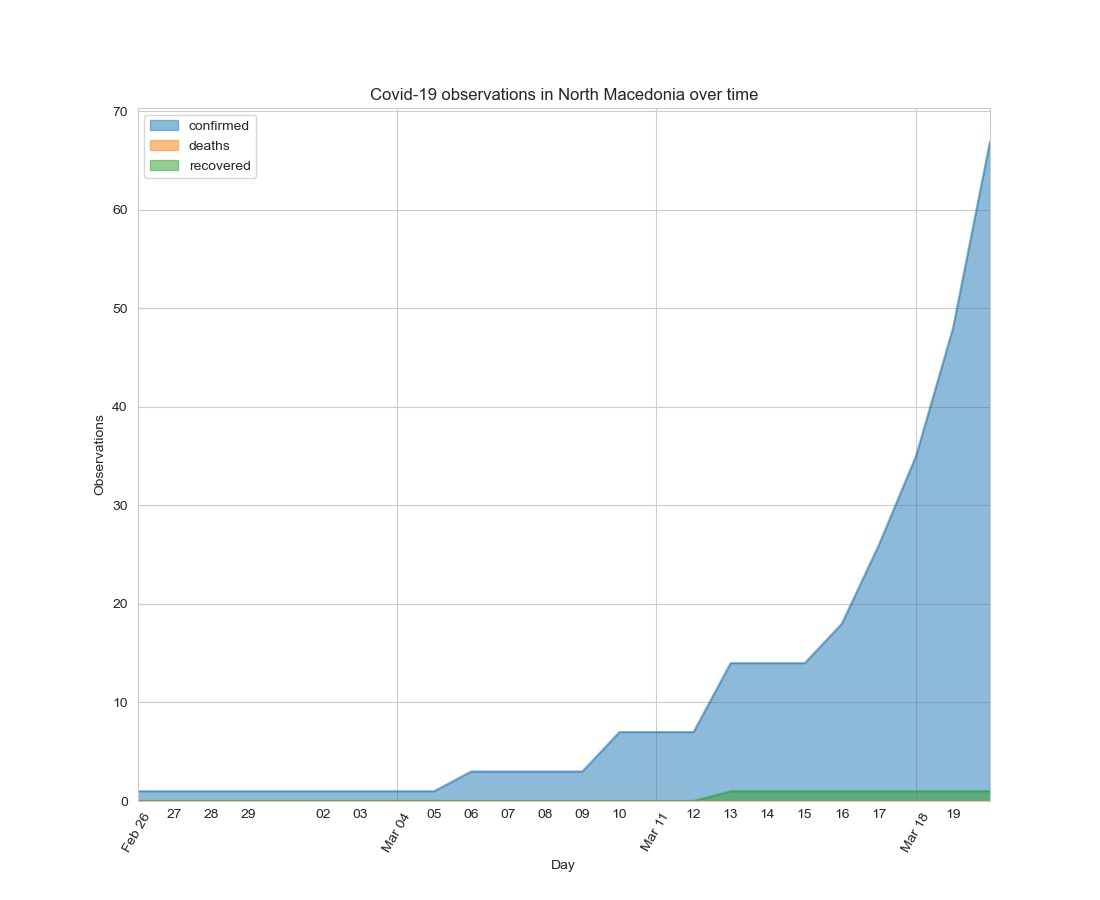 Covid-19 observations in North Macedonia over time
confirmed
deaths
recovered
70
60
50
40
30
20
10
0
Observations
Feb 26 27 28 29 02 03 Mar 04 05 06 07 08 09 10 Mar 11 12 13 14 15 16 17 Mar 18 19
Day